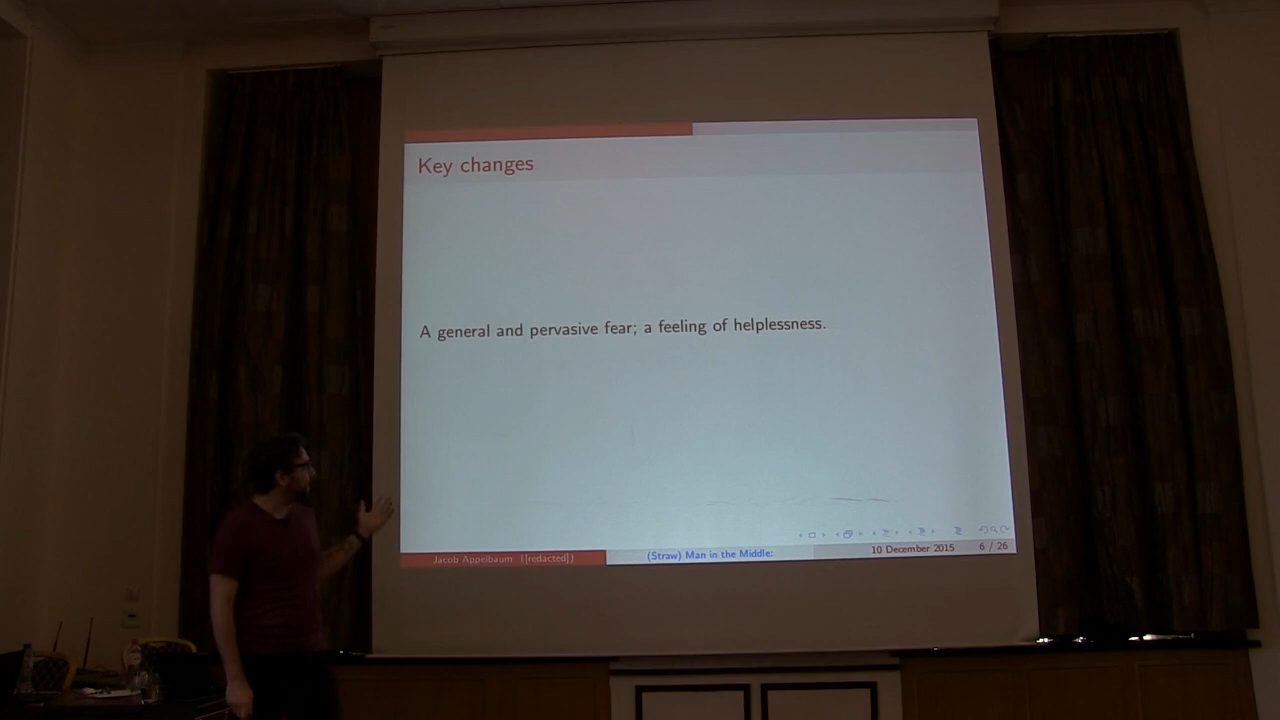 Key changes
A general and pervasive fear; a feeling of helplessness.
Jacob Appelbaum ([redacted])
(Straw) Man in the Middle:
10 December 2015
6 / 26